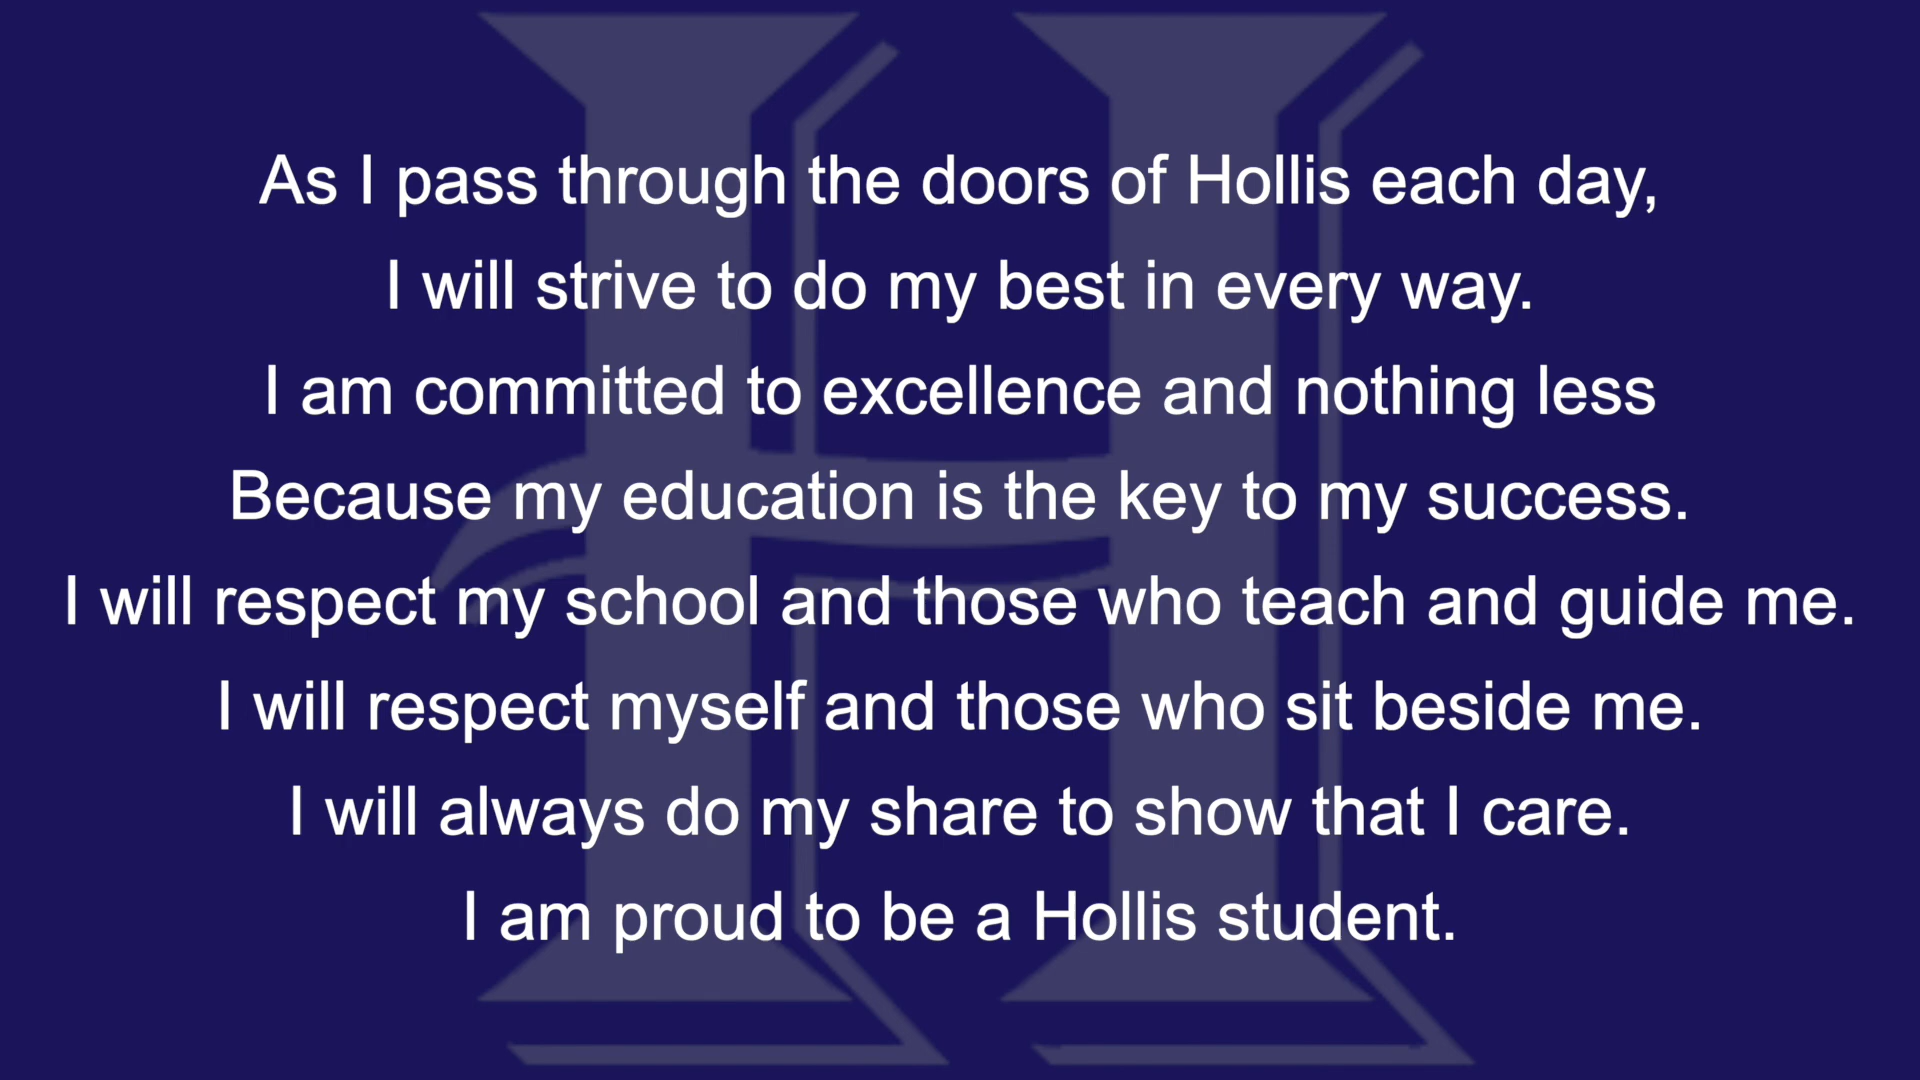 As I pass through the doors of Hollis each day,
I will strive to do my best in every way.
I am committed to excellence and nothing less
Because my education is the key to my success.
I will respect my school and those who teach and guide me.
I will respect myself and those who sit beside me.
I will always do my share to show that I care.
I am proud to be a Hollis student.